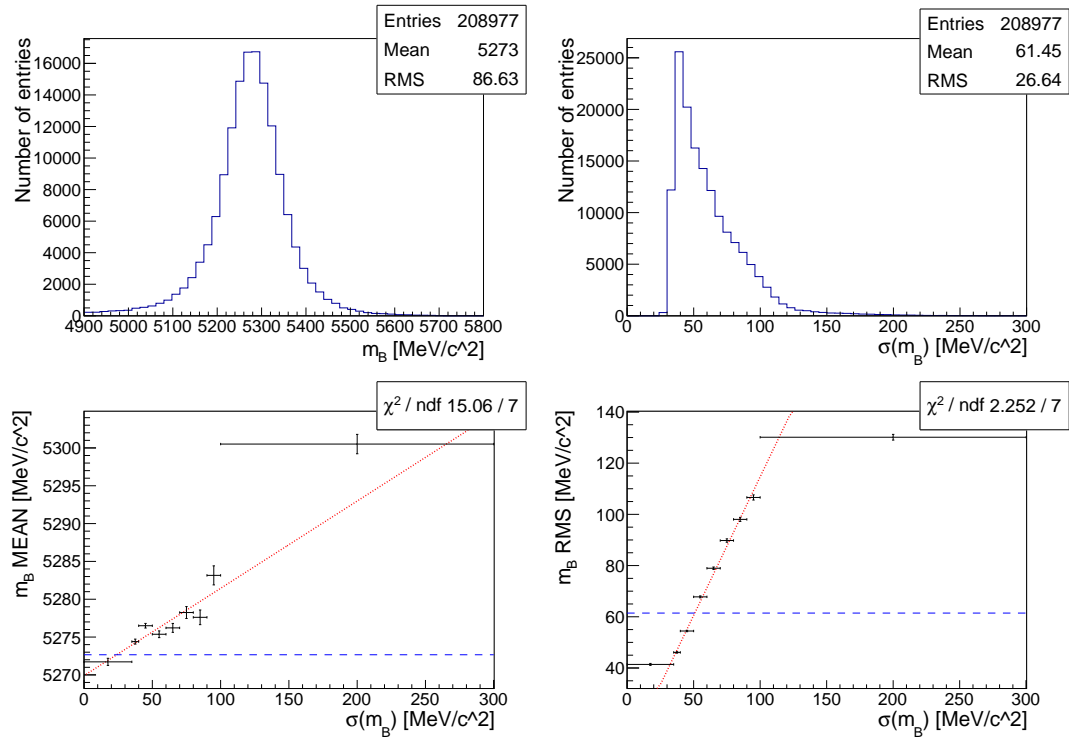 Entries 208977
Mean 5273
RMS 86.63
Number of entries
16000
14000
12000
10000
8000
6000
4000
2000
0
4900 5000 5100 5200 5300 5400 5500 5600 5700 5800
m_B [MeV/c^2]
Entries 208977
Mean 61.45
RMS 26.64
Number of entries
25000
20000
15000
10000
5000
0
0 50 100 150 200 250 300
σ(m_B) [MeV/c^2]
χ² / ndf 15.06 / 7
m_B MEAN [MeV/c^2]
5300
5295
5290
5285
5280
5275
5270
0 50 100 150 200 250 300
σ(m_B) [MeV/c^2]
χ² / ndf 2.252 / 7
m_B RMS [MeV/c^2]
140
120
100
80
60
40
0 50 100 150 200 250 300
σ(m_B) [MeV/c^2]